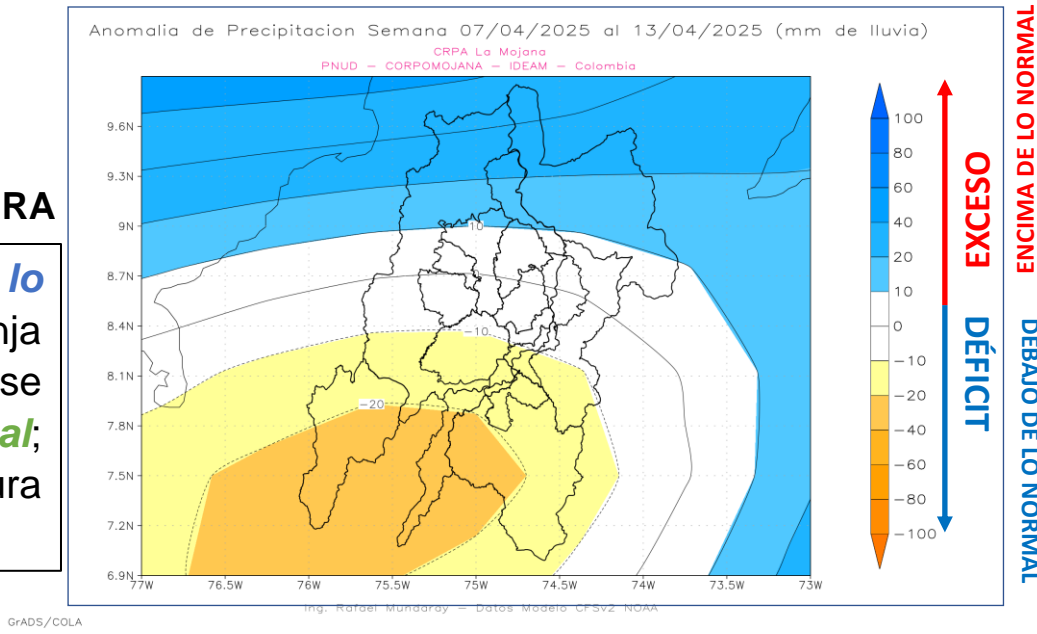 Anomalia de Precipitacion Semana 07/04/2025 al 13/04/2025 (mm de lluvia)
CRPA La Mojana
PNUD – CORPOMOJANA – IDEAM – Colombia
RA
lo
nja
se
al;
ura
9.6N
9.3N
9N
8.7N
8.4N
8.1N
7.8N
7.5N
7.2N
6.9N
10
-10
-20
77W 76.5W 76W 75.5W 75W 74.5W 74W 73.5W 73W
100
80
60
40
20
10
0
-10
-20
-40
-60
-80
-100
EXCESO
DÉFICIT
ENCIMA DE LO NORMAL
DEBAJO DE LO NORMAL
Ing. Rafael Mundaray – Datos Modelo CFSv2 NOAA
GrADS/COLA